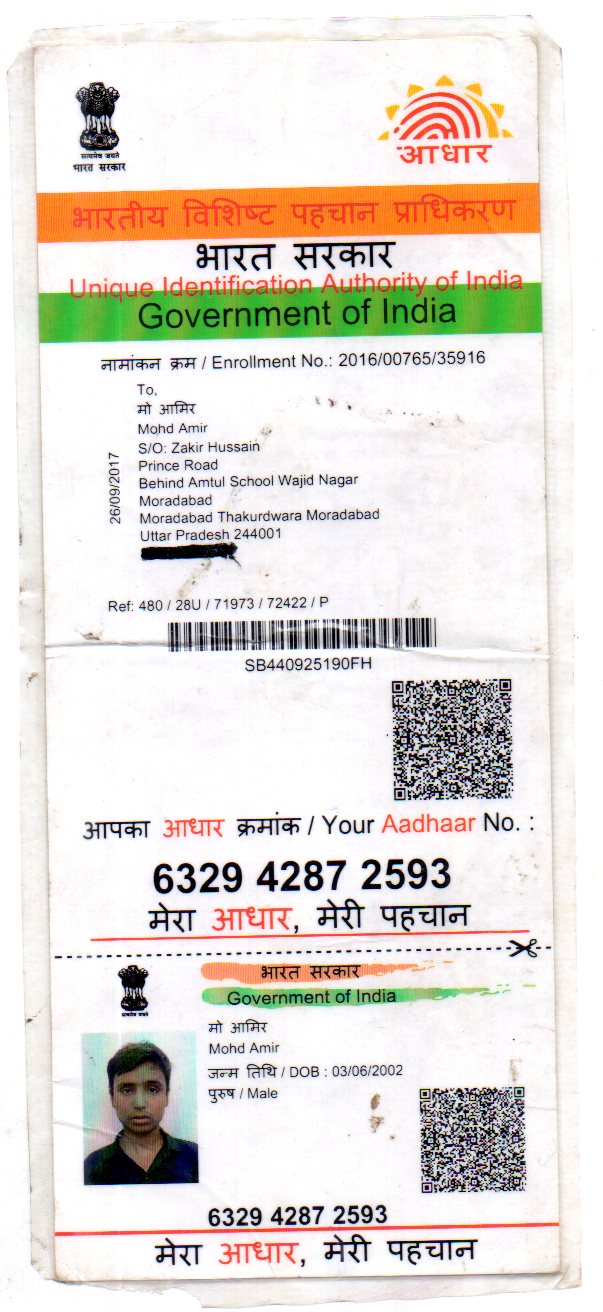 सत्यमेव जयते
भारत सरकार
आधार
भारतीय विशिष्ट पहचान प्राधिकरण
भारत सरकार
Unique Identification Authority of India
Government of India
नामांकन क्रम / Enrollment No.: 2016/00765/35916
To,
मो आमिर
Mohd Amir
S/O: Zakir Hussain
Prince Road
Behind Amtul School Wajid Nagar
Moradabad
Moradabad Thakurdwara Moradabad
Uttar Pradesh 244001
26/09/2017
Ref: 480 / 28U / 71973 / 72422 / P
SB440925190FH
आपका आधार क्रमांक / Your Aadhaar No. :
6329 4287 2593
मेरा आधार, मेरी पहचान
भारत सरकार
Government of India
मो आमिर
Mohd Amir
जन्म तिथि / DOB : 03/06/2002
पुरुष / Male
6329 4287 2593
मेरा आधार, मेरी पहचान